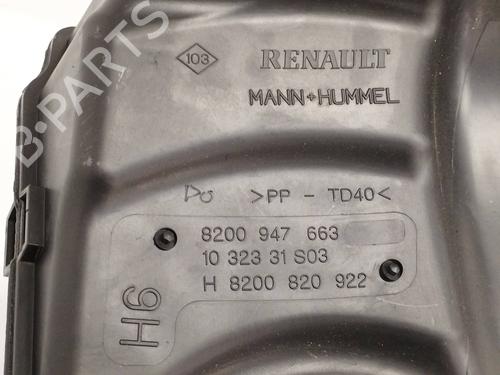 103
RENAULT
MANN+HUMMEL
>PP - TD40<
8200 947 663
10 323 31 S03
H 8200 820 922
H6
B-PARTS